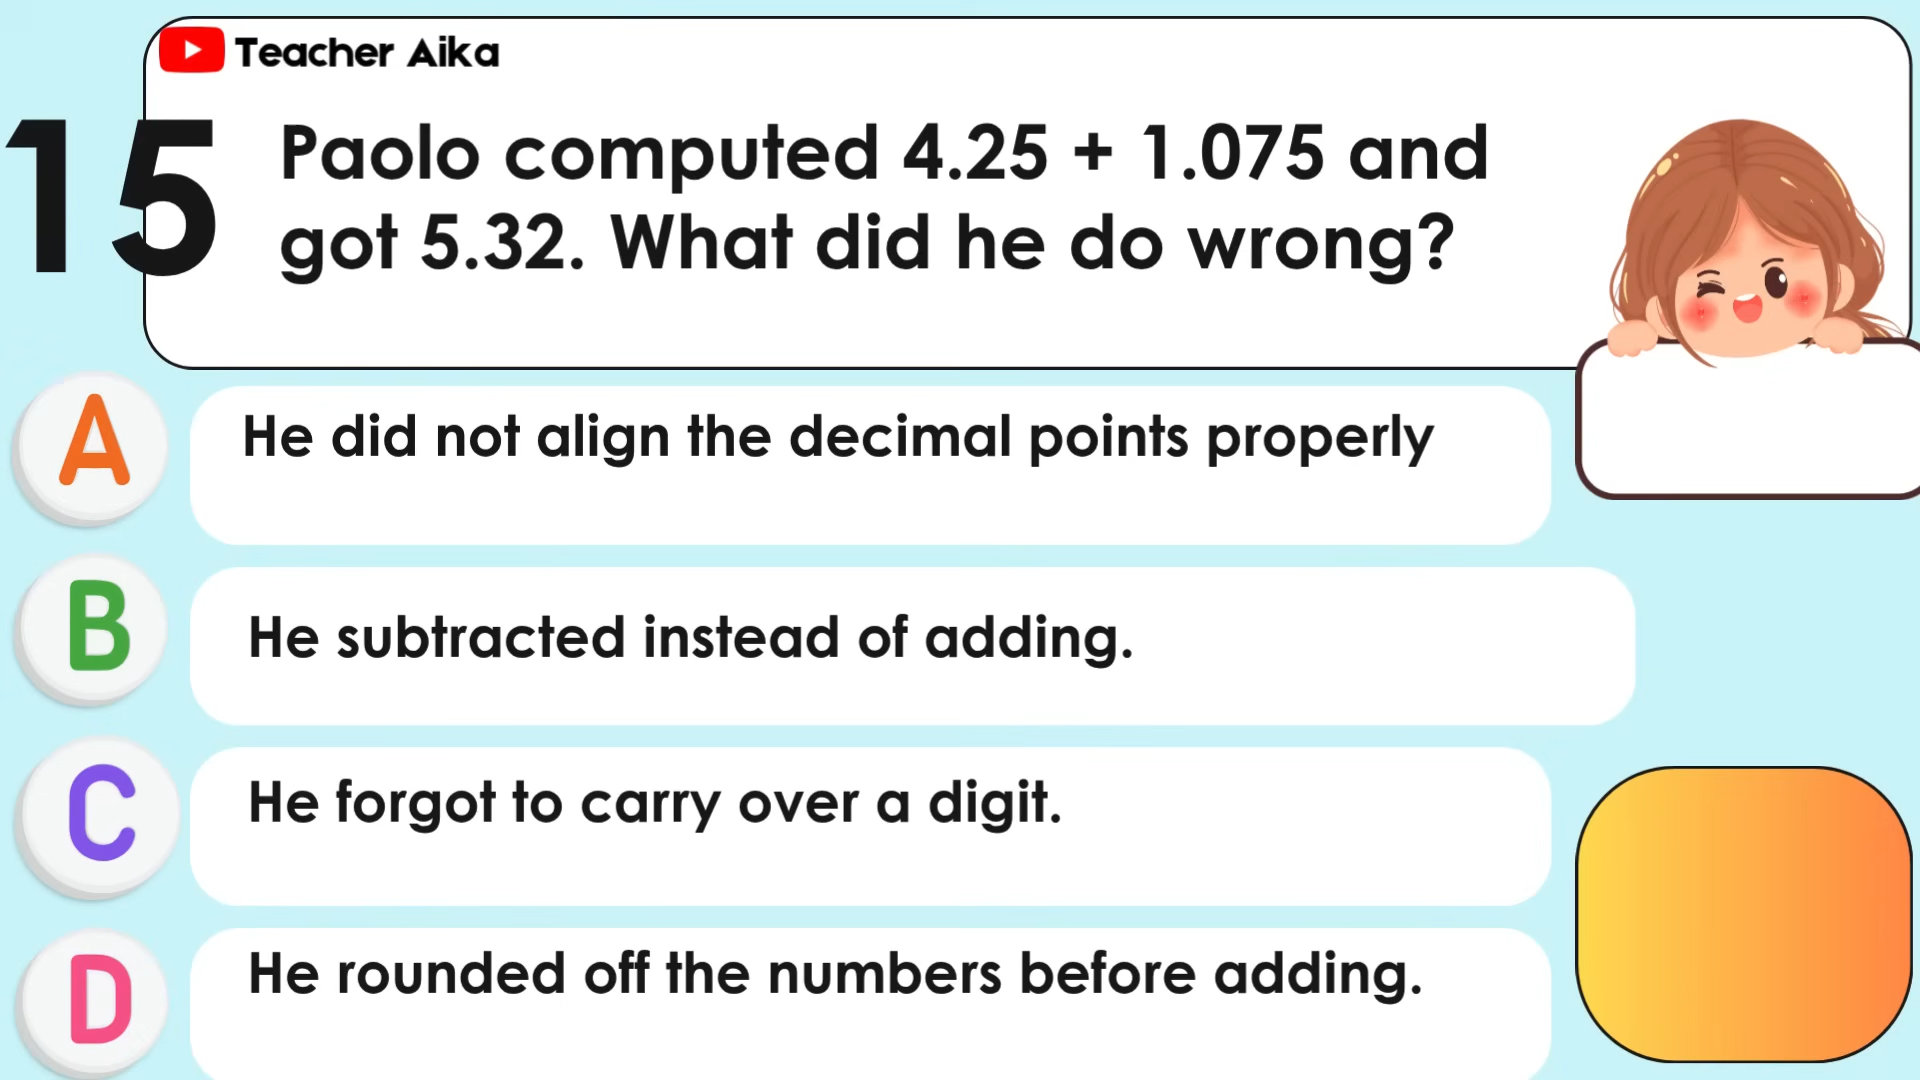 Teacher Aika
15
Paolo computed 4.25 + 1.075 and
got 5.32. What did he do wrong?
A
He did not align the decimal points properly
B
He subtracted instead of adding.
C
He forgot to carry over a digit.
D
He rounded off the numbers before adding.